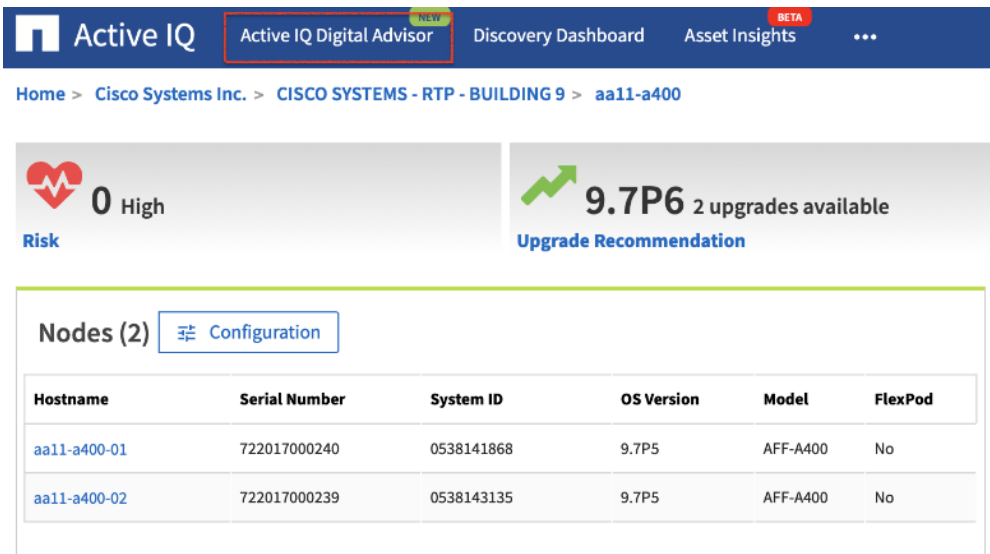 NEW
BETA
Active IQ Active IQ Digital Advisor Discovery Dashboard Asset Insights •••
Home > Cisco Systems Inc. > CISCO SYSTEMS - RTP - BUILDING 9 > aa11-a400
0 High
Risk
9.7P6 2 upgrades available
Upgrade Recommendation
Nodes (2) Configuration
Hostname Serial Number System ID OS Version Model FlexPod
aa11-a400-01 722017000240 0538141868 9.7P5 AFF-A400 No
aa11-a400-02 722017000239 0538143135 9.7P5 AFF-A400 No